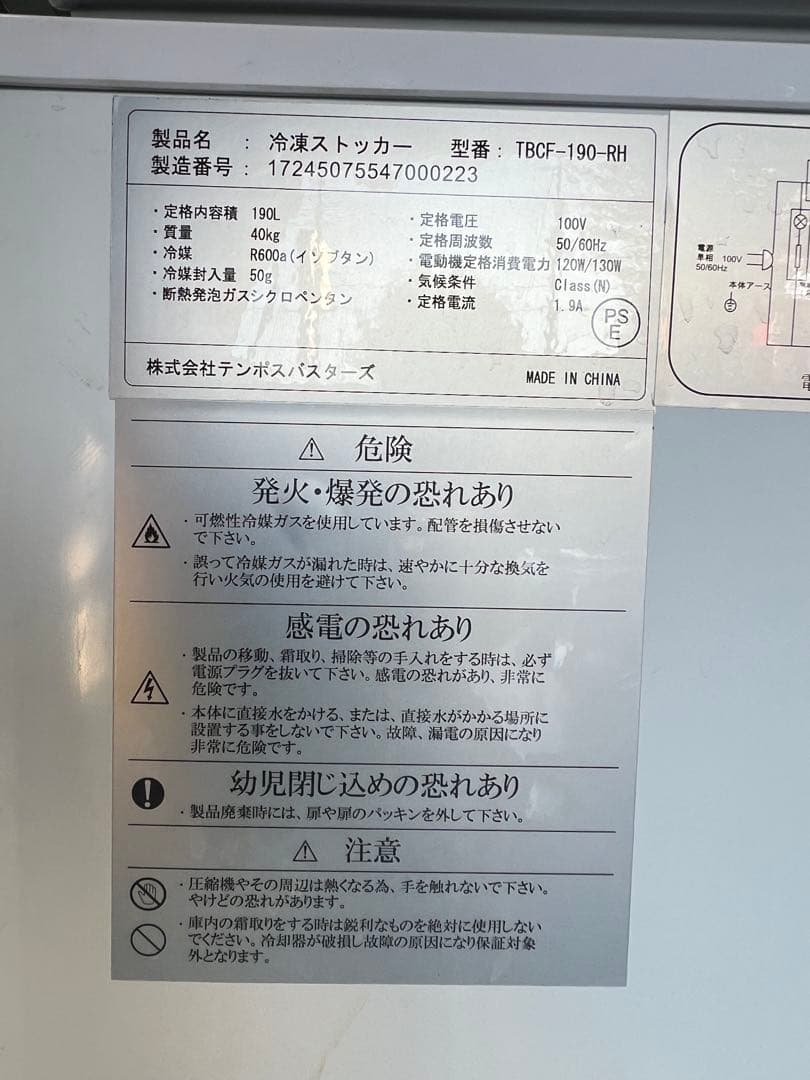 製品名 : 冷凍ストッカー 型番 : TBCF-190-RH
製造番号 : 17245075547000223
・定格内容積 190L
・質量 40kg
・冷媒 R600a(イソブタン)
・冷媒封入量 50g
・断熱発泡ガスシクロペンタン
・定格電圧 100V
・定格周波数 50/60Hz
・電動機定格消費電力 120W/130W
・気候条件 Class(N)
・定格電流 1.9A
PS
E
株式会社テンポスバスターズ MADE IN CHINA
電源
単相 100V
50/60Hz
本体アース
⚠ 危険
発火・爆発の恐れあり
・可燃性冷媒ガスを使用しています。配管を損傷させない
で下さい。
・誤って冷媒ガスが漏れた時は、速やかに十分な換気を
行い火気の使用を避けて下さい。
感電の恐れあり
・製品の移動、霜取り、掃除等の手入れをする時は、必ず
電源プラグを抜いて下さい。感電の恐れがあり、非常に
危険です。
・本体に直接水をかける、または、直接水がかかる場所に
設置する事をしないで下さい。故障、漏電の原因になり
非常に危険です。
幼児閉じ込めの恐れあり
・製品廃棄時には、扉や扉のパッキンを外して下さい。
⚠ 注意
・圧縮機やその周辺は熱くなる為、手を触れないで下さい。
やけどの恐れがあります。
・庫内の霜取りをする時は鋭利なものを絶対に使用しない
でください。冷却器が破損し故障の原因になり保証対象
外となります。